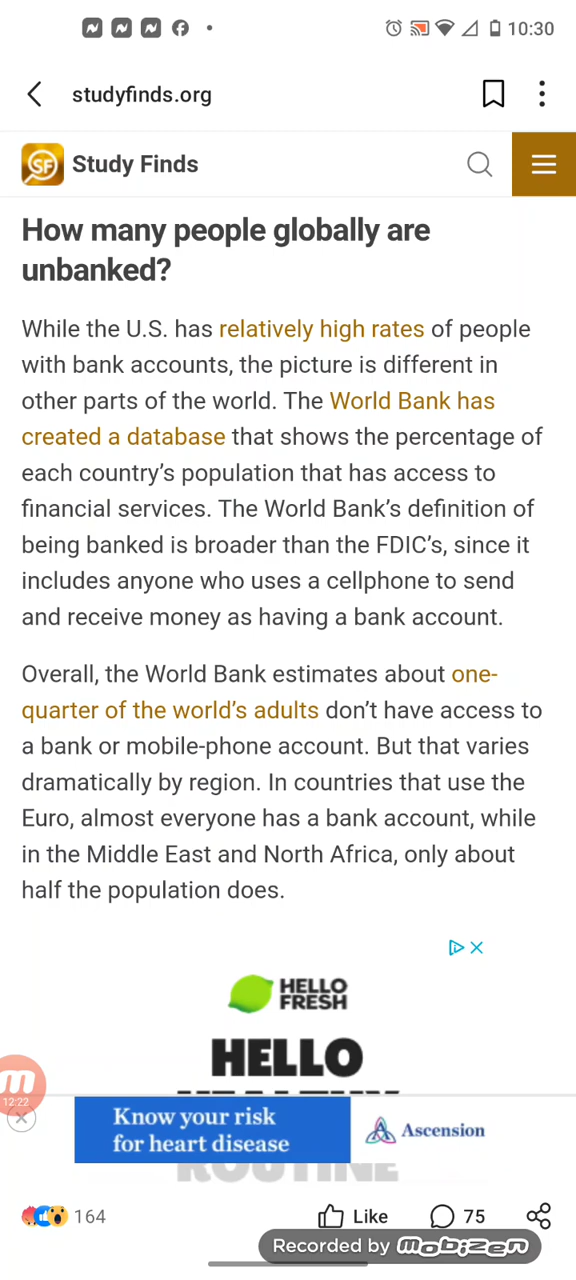 10:30
studyfinds.org
SF Study Finds
How many people globally are
unbanked?
While the U.S. has relatively high rates of people
with bank accounts, the picture is different in
other parts of the world. The World Bank has
created a database that shows the percentage of
each country’s population that has access to
financial services. The World Bank’s definition of
being banked is broader than the FDIC’s, since it
includes anyone who uses a cellphone to send
and receive money as having a bank account.
Overall, the World Bank estimates about one-
quarter of the world’s adults don’t have access to
a bank or mobile-phone account. But that varies
dramatically by region. In countries that use the
Euro, almost everyone has a bank account, while
in the Middle East and North Africa, only about
half the population does.
HELLO
FRESH
HELLO
12:22
Know your risk
for heart disease
Ascension
ROUTINE
164 Like 75
Recorded by mobizen